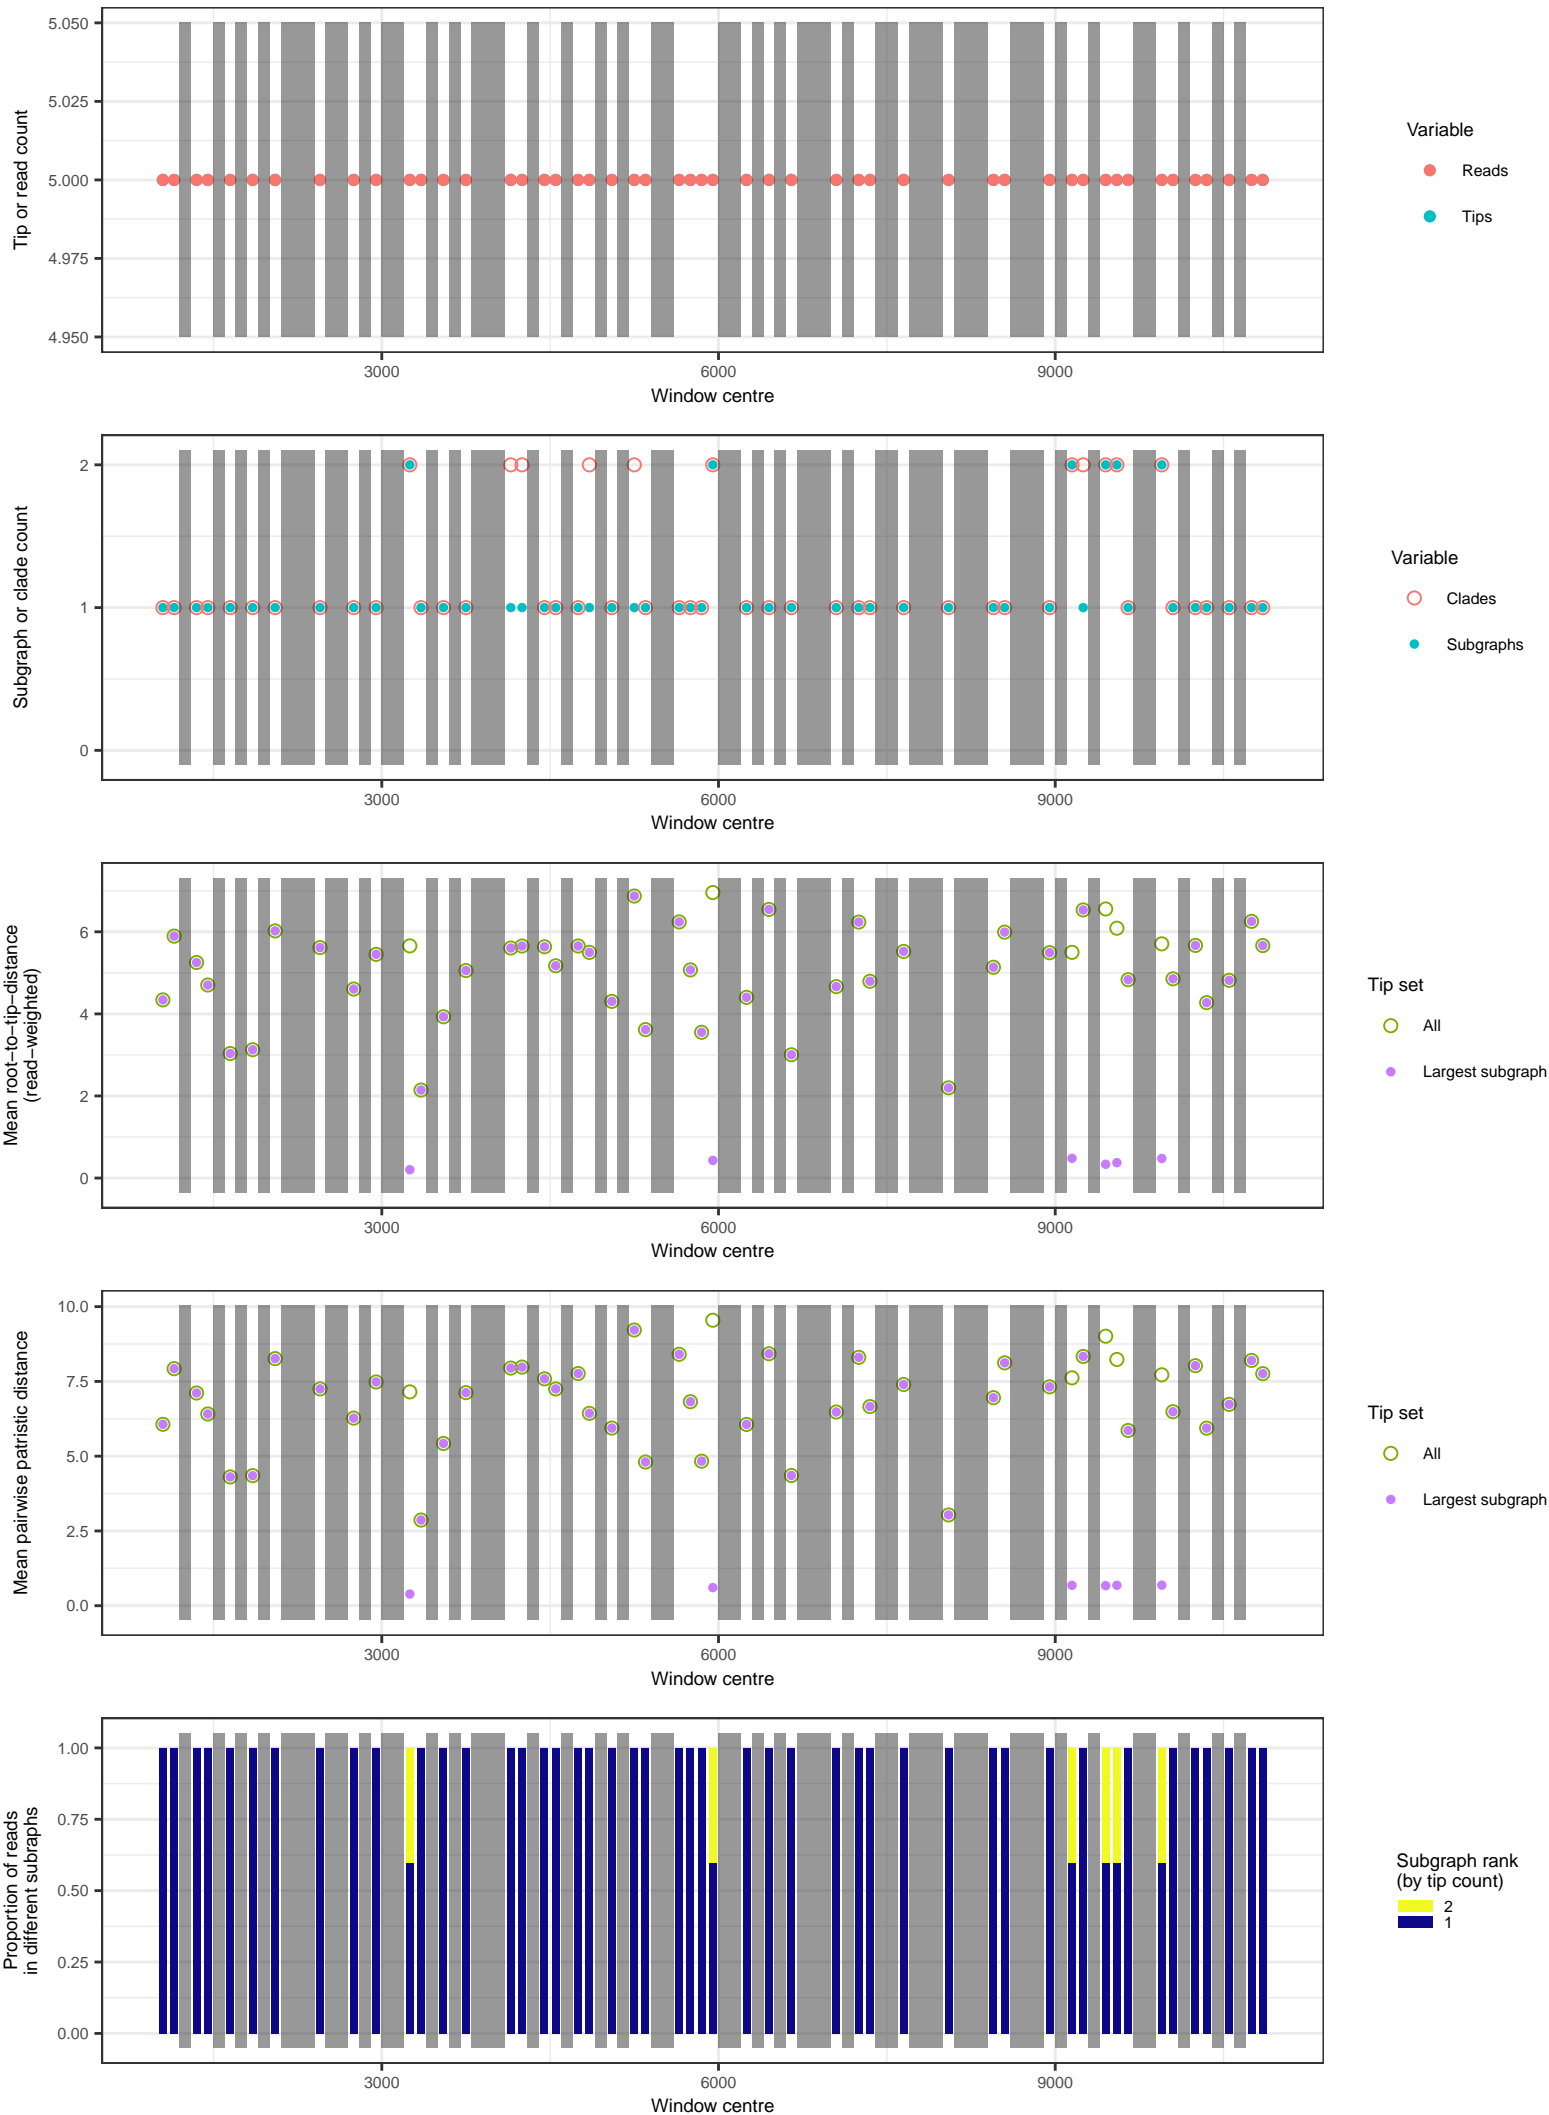 5.050
5.025
5.000
4.975
4.950
Tip or read count
3000
6000
9000
Window centre
Variable
Reads
Tips
2
1
0
Subgraph or clade count
3000
6000
9000
Window centre
Variable
Clades
Subgraphs
6
4
2
0
Mean root−to−tip−distance
(read−weighted)
3000
6000
9000
Window centre
Tip set
All
Largest subgraph
10.0
7.5
5.0
2.5
0.0
Mean pairwise patristic distance
3000
6000
9000
Window centre
Tip set
All
Largest subgraph
1.00
0.75
0.50
0.25
0.00
Proportion of reads
in different subraphs
3000
6000
9000
Window centre
Subgraph rank
(by tip count)
2
1